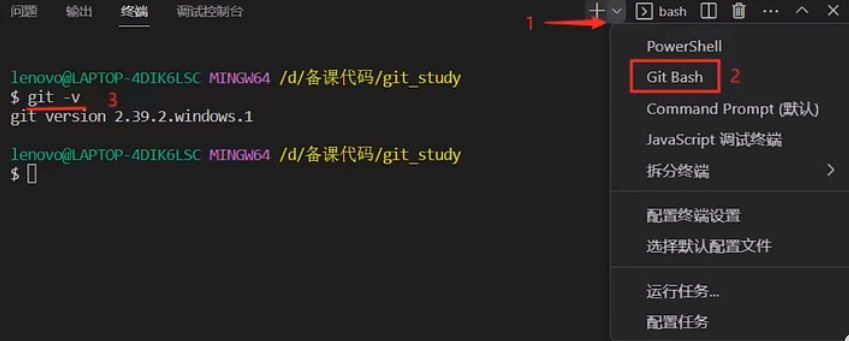 问题 输出 终端 调试控制台 1 bash
PowerShell
lenovo@LAPTOP-4DIK6LSC MINGW64 /d/备课代码/git_study
Git Bash 2
$ git -v 3
git version 2.39.2.windows.1
Command Prompt (默认)
JavaScript 调试终端
lenovo@LAPTOP-4DIK6LSC MINGW64 /d/备课代码/git_study
$
拆分终端
配置终端设置
选择默认配置文件
运行任务...
配置任务